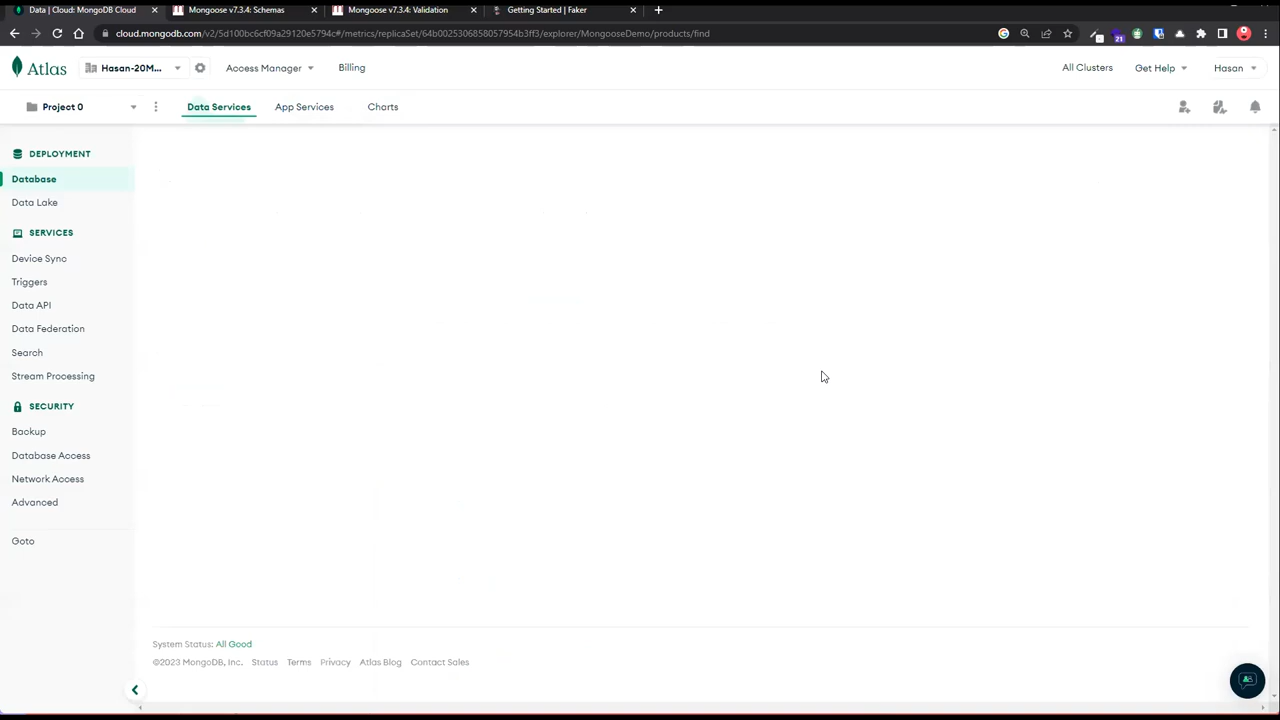 Data | Cloud: MongoDB Cloud
Mongoose v7.3.4: Schemas
Mongoose v7.3.4: Validation
Getting Started | Faker
cloud.mongodb.com/v2/5d100bc6cf09a29120e5794c#/metrics/replicaSet/64b0025306858057954b3ff3/explorer/MongooseDemo/products/find
21
Atlas
Hasan-20M...
Access Manager
Billing
All Clusters
Get Help
Hasan
Project 0
Data Services
App Services
Charts
DEPLOYMENT
Database
Data Lake
SERVICES
Device Sync
Triggers
Data API
Data Federation
Search
Stream Processing
SECURITY
Backup
Database Access
Network Access
Advanced
Goto
System Status: All Good
©2023 MongoDB, Inc. Status Terms Privacy Atlas Blog Contact Sales